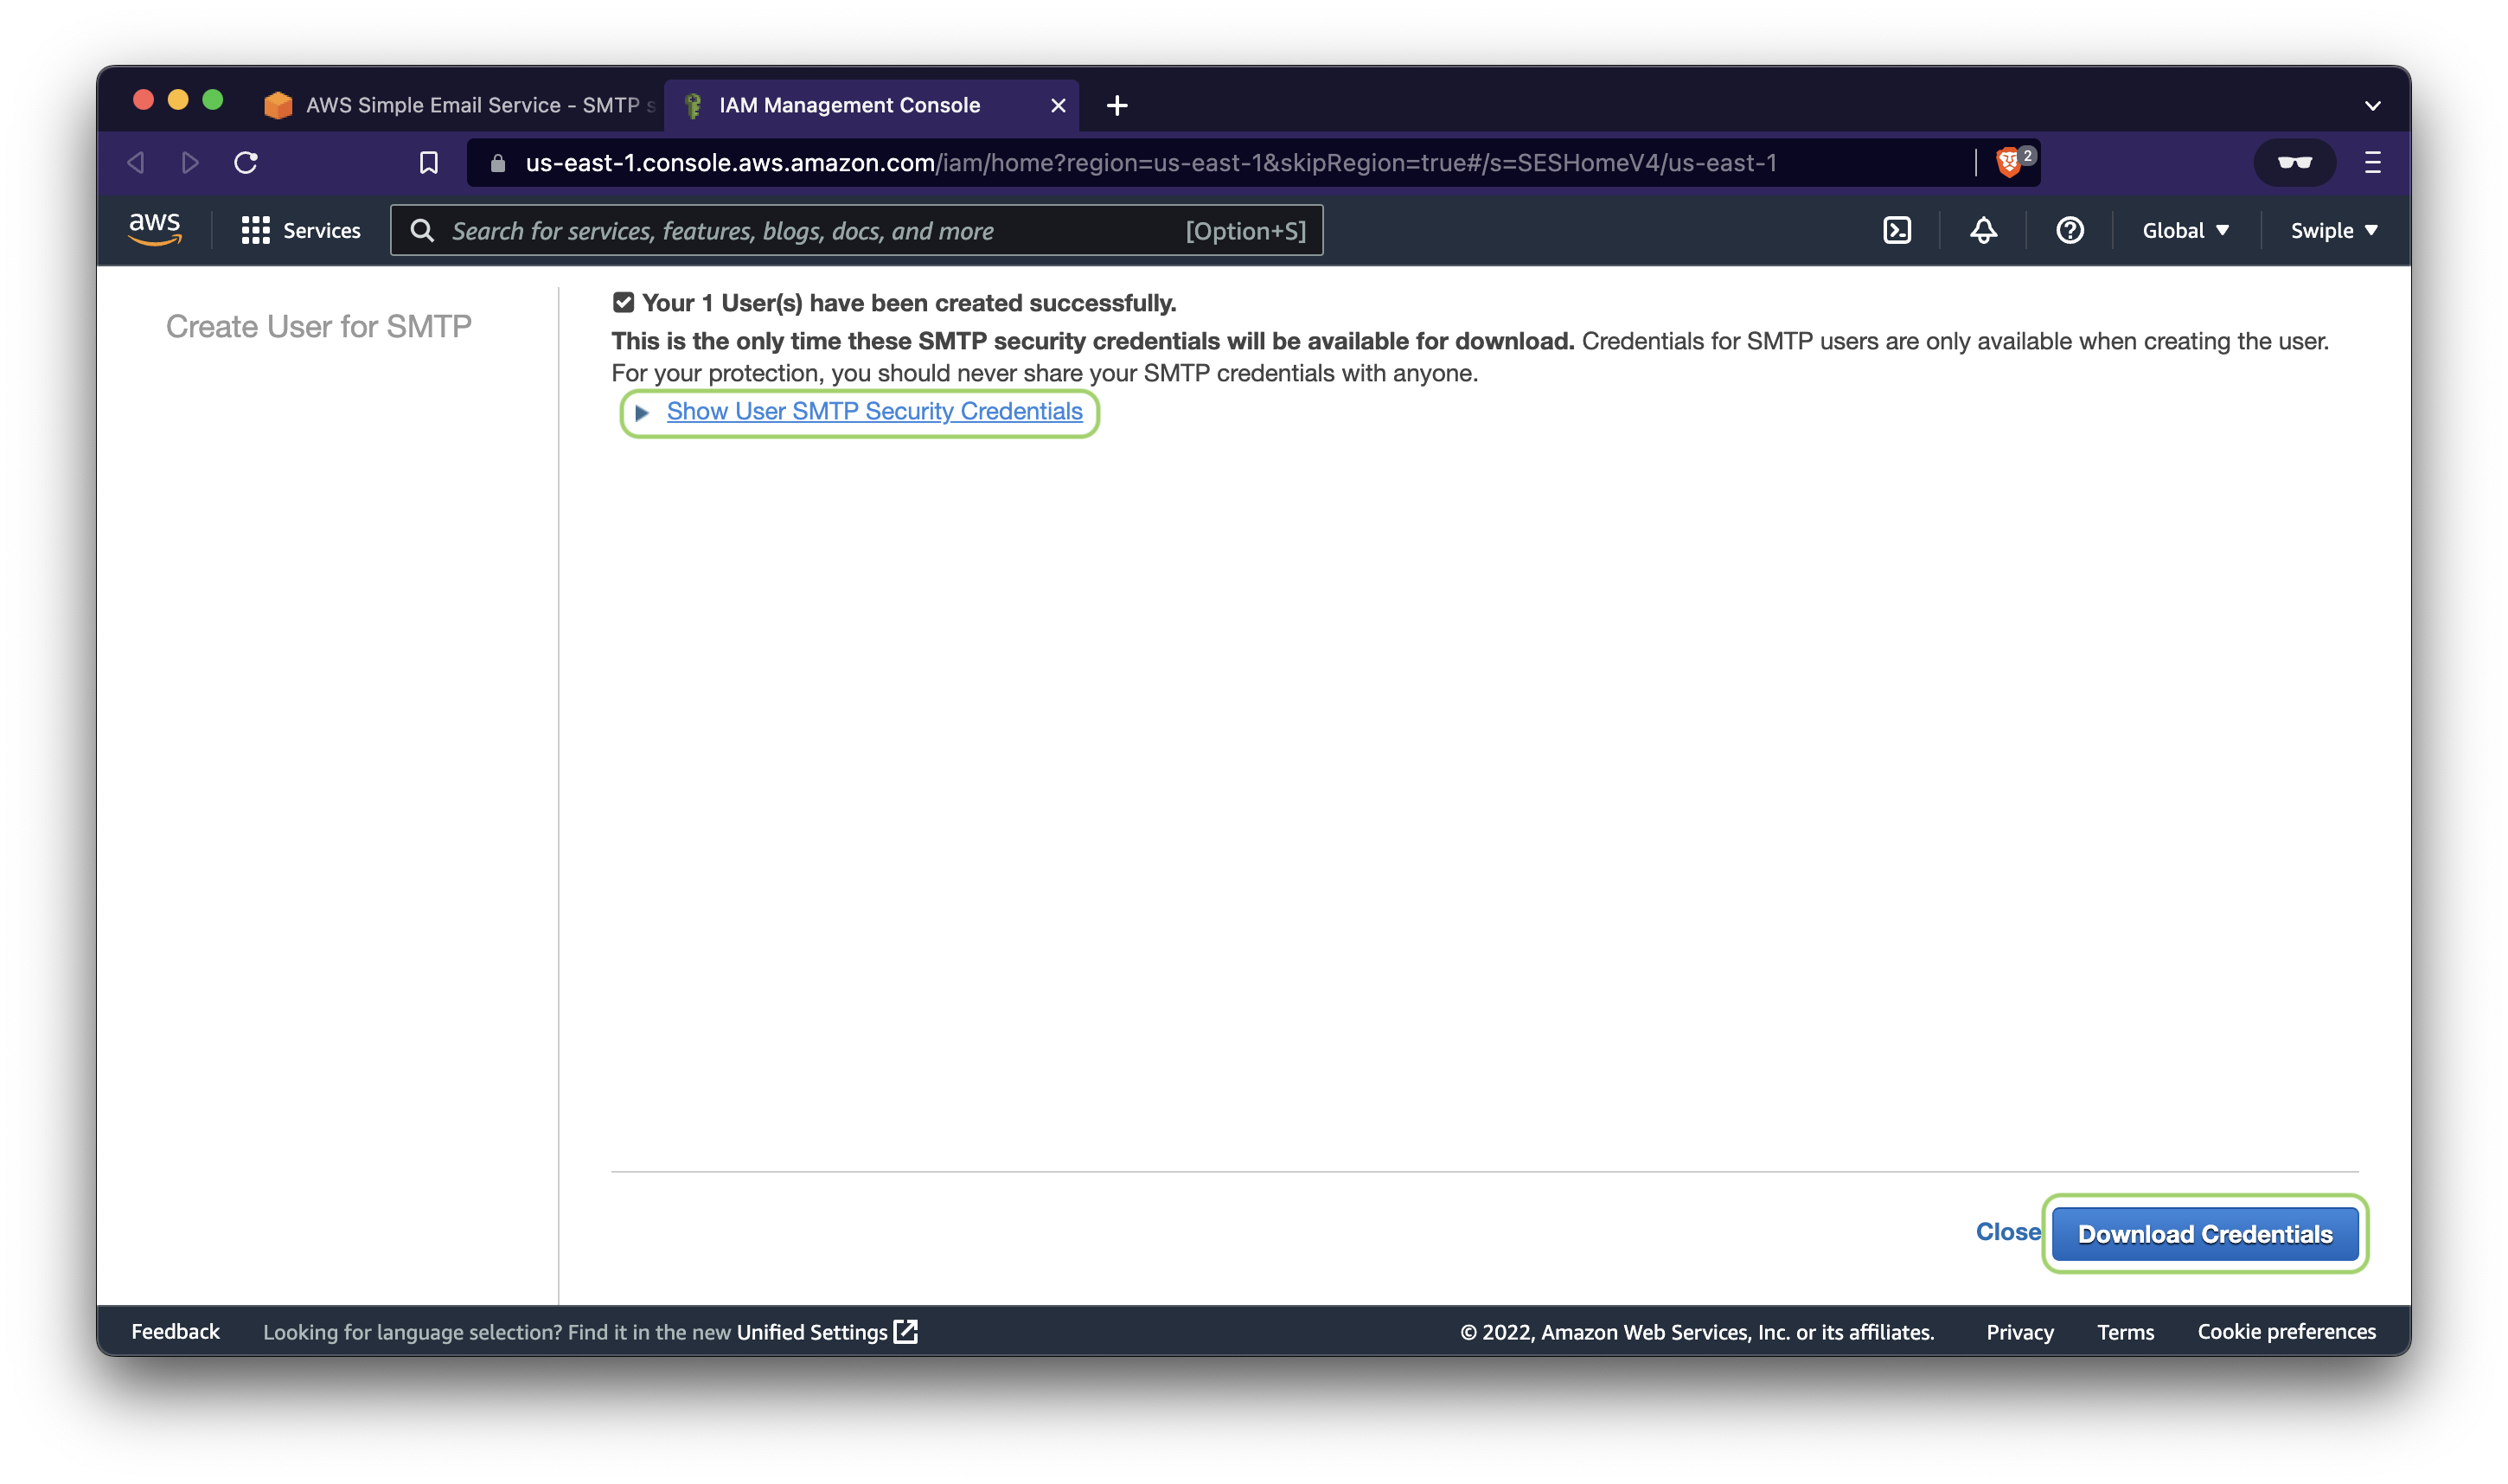 AWS Simple Email Service - SMTP s
IAM Management Console
us-east-1.console.aws.amazon.com/iam/home?region=us-east-1&skipRegion=true#/s=SESHomeV4/us-east-1
2
aws
Services
Search for services, features, blogs, docs, and more
[Option+S]
Global
Swiple
Create User for SMTP
Your 1 User(s) have been created successfully.
This is the only time these SMTP security credentials will be available for download. Credentials for SMTP users are only available when creating the user.
For your protection, you should never share your SMTP credentials with anyone.
Show User SMTP Security Credentials
Close
Download Credentials
Feedback
Looking for language selection? Find it in the new Unified Settings
© 2022, Amazon Web Services, Inc. or its affiliates.
Privacy
Terms
Cookie preferences